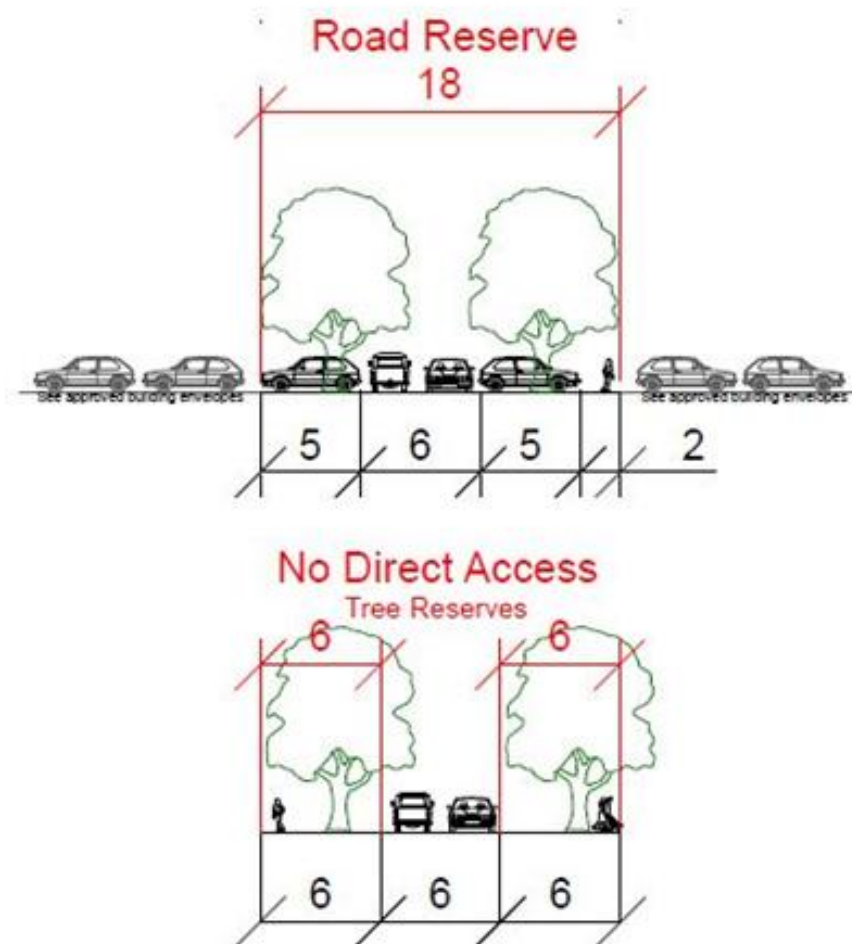 Road Reserve
18
See approved building envelopes See approved building envelopes
5 6 5 2
No Direct Access
Tree Reserves
6 6
6 6 6